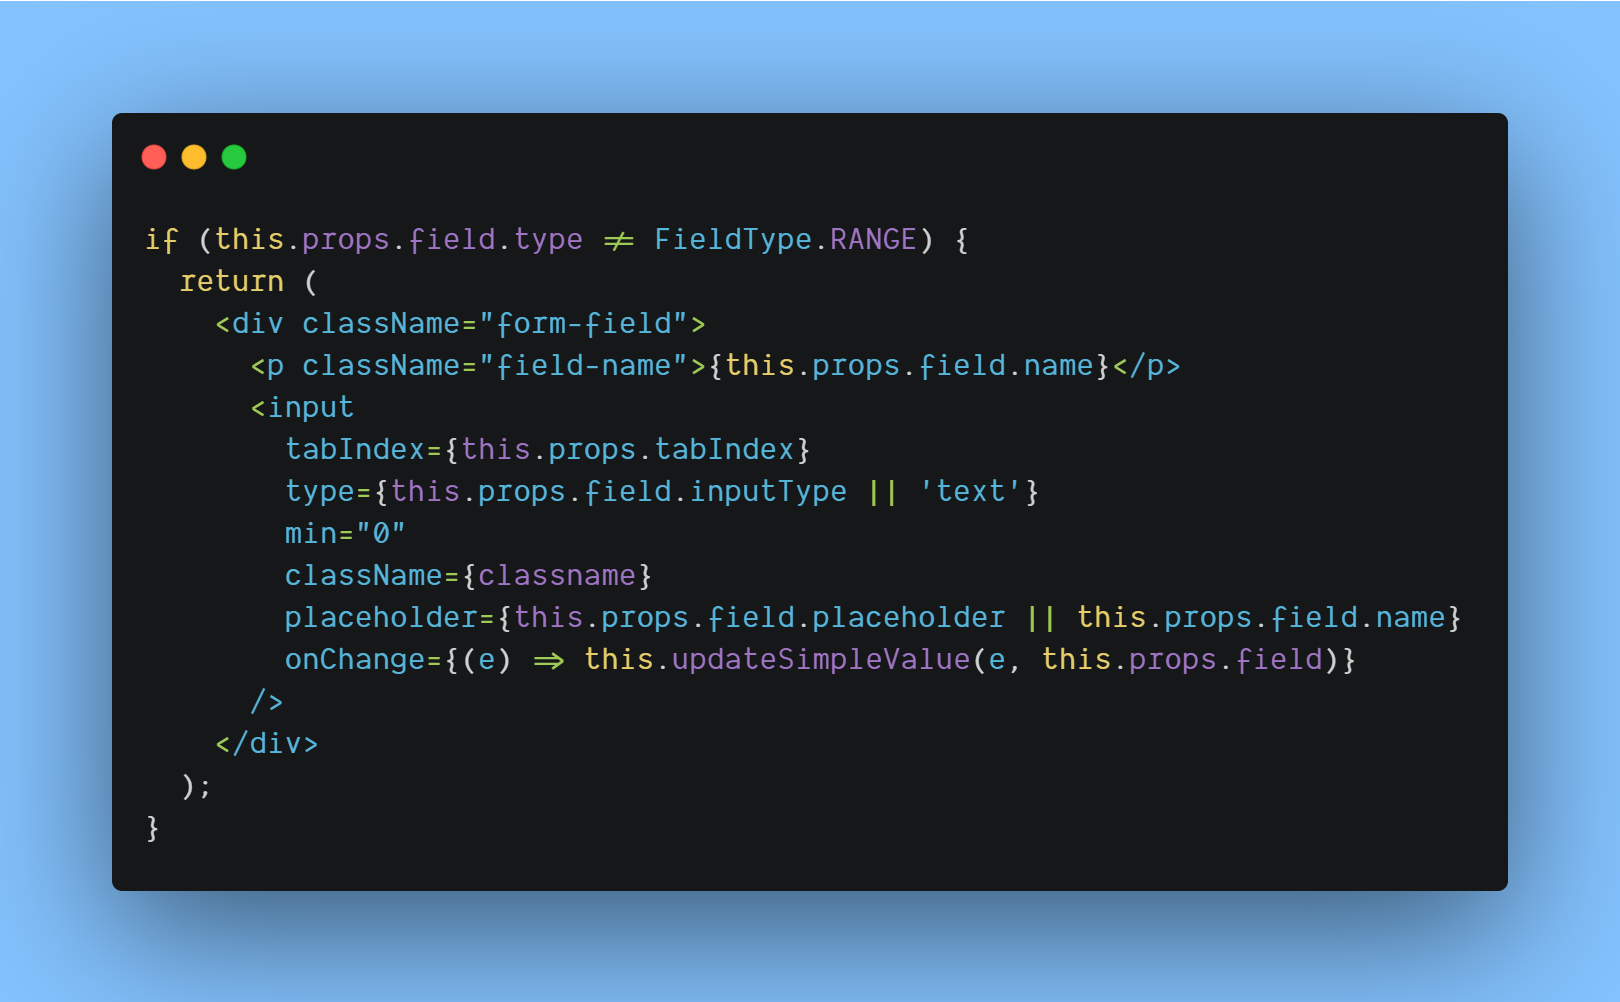 if (this.props.field.type != FieldType.RANGE) {
  return (
    <div className="form-field">
      <p className="field-name">{this.props.field.name}</p>
      <input
        tabIndex={this.props.tabIndex}
        type={this.props.field.inputType || 'text'}
        min="0"
        className={classname}
        placeholder={this.props.field.placeholder || this.props.field.name}
        onChange={(e) => this.updateSimpleValue(e, this.props.field)}
      />
    </div>
  );
}